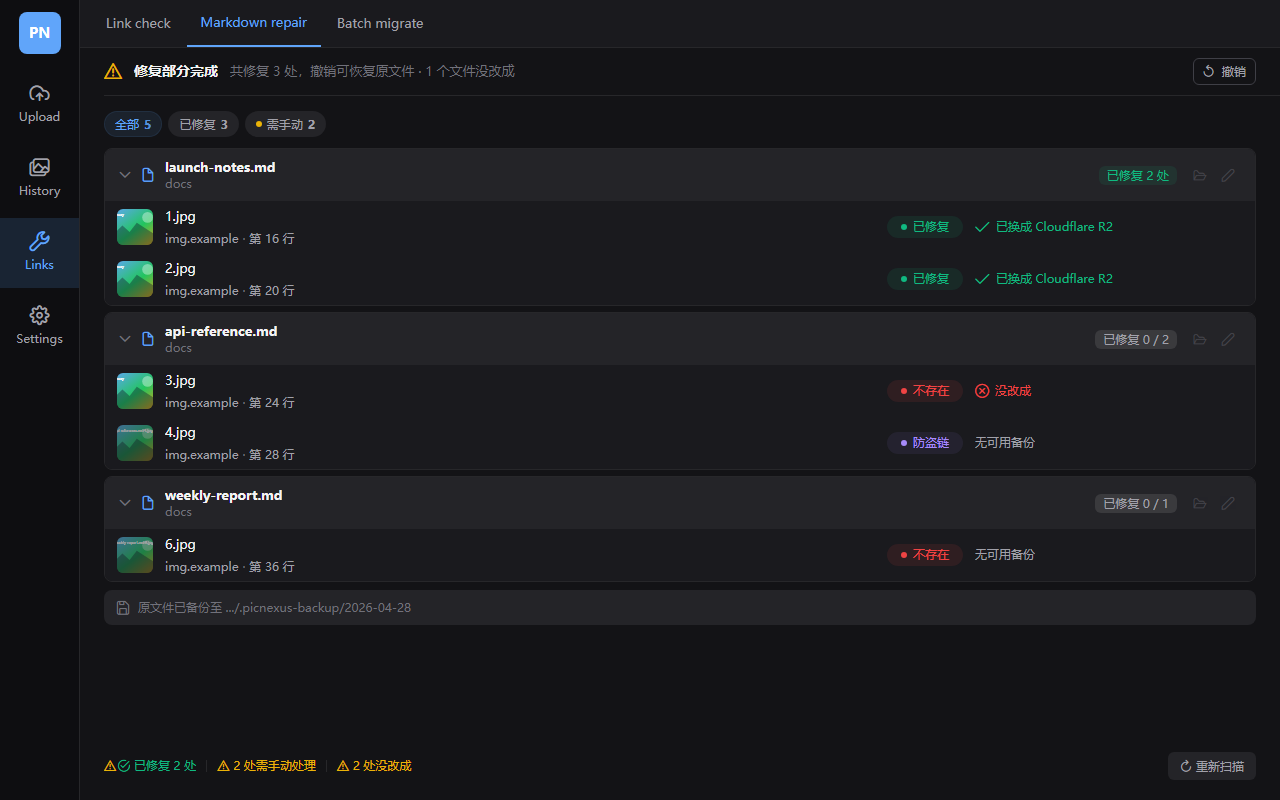 PN
Upload
History
Links
Settings
Link check
Markdown repair
Batch migrate
修复部分完成 共修复 3 处，撤销可恢复原文件 · 1 个文件没改成
撤销
全部 5
已修复 3
需手动 2
launch-notes.md
docs
已修复 2 处
1.jpg
img.example · 第 16 行
已修复
已换成 Cloudflare R2
2.jpg
img.example · 第 20 行
已修复
已换成 Cloudflare R2
api-reference.md
docs
已修复 0 / 2
3.jpg
img.example · 第 24 行
不存在
没改成
4.jpg
img.example · 第 28 行
防盗链
无可用备份
weekly-report.md
docs
已修复 0 / 1
6.jpg
img.example · 第 36 行
不存在
无可用备份
原文件已备份至 .../.picnexus-backup/2026-04-28
已修复 2 处
2 处需手动处理
2 处没改成
重新扫描